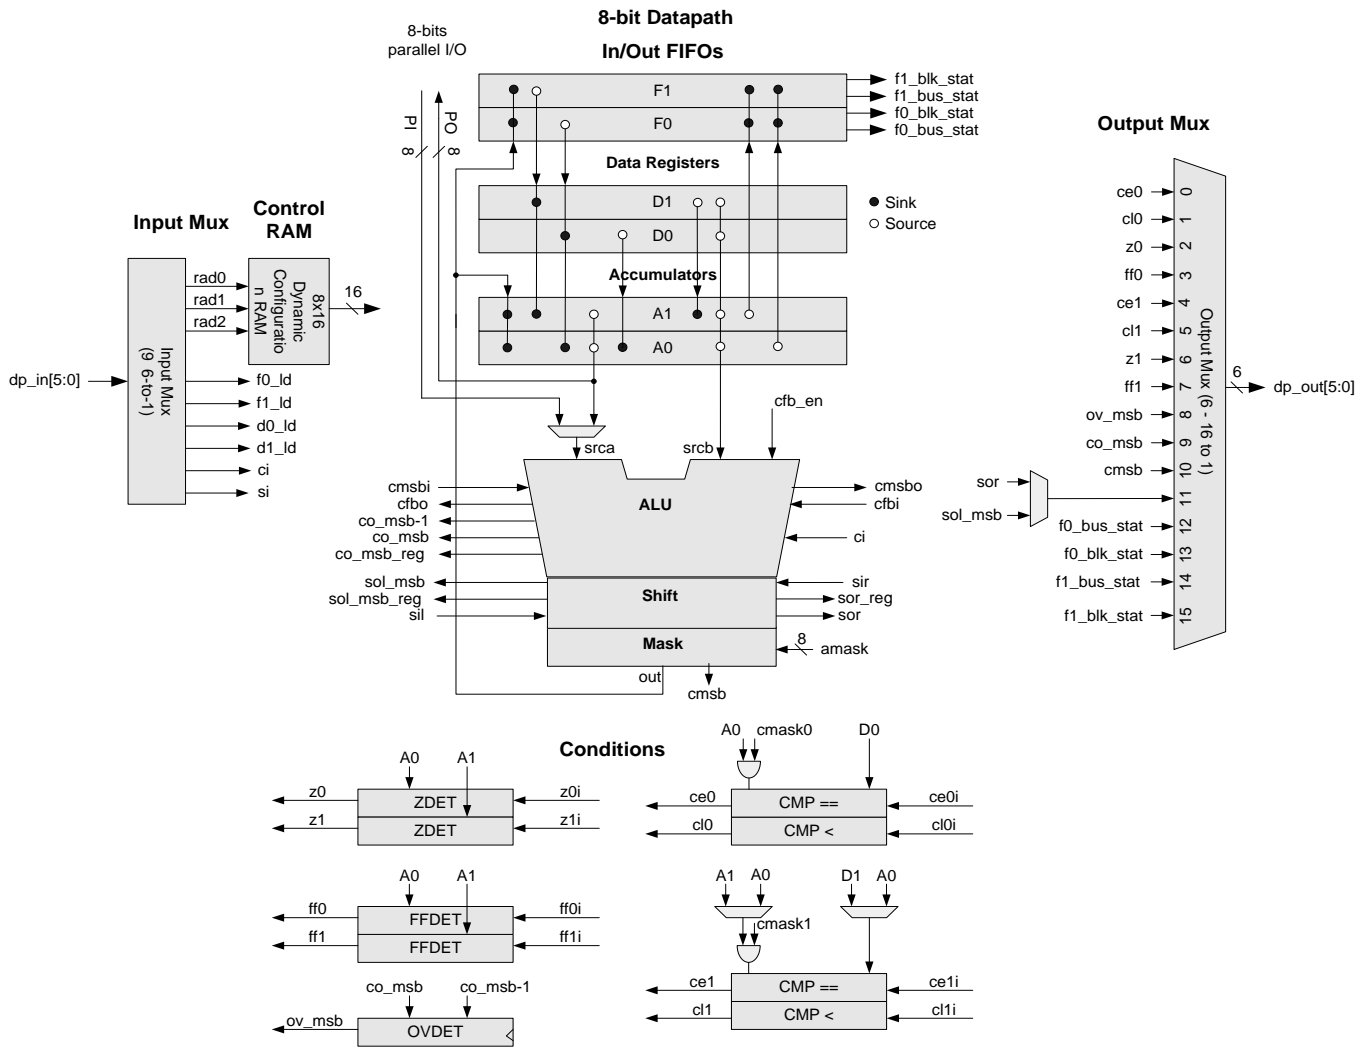 8-bit Datapath
8-bits
parallel I/O
In/Out FIFOs
F1
F0
f1_blk_stat
f1_bus_stat
f0_blk_stat
f0_bus_stat
PI
8
PO
8
Data Registers
D1
D0
Sink
Source
Accumulators
A1
A0
Input Mux
Control
RAM
rad0
rad1
rad2
8x16
Dynamic
Configuratio
n RAM
16
Input Mux
(9 6-to-1)
dp_in[5:0]
f0_ld
f1_ld
d0_ld
d1_ld
ci
si
cfb_en
srca
srcb
ALU
cmsbi
cfbo
co_msb-1
co_msb
co_msb_reg
cmsbo
cfbi
ci
sol_msb
sol_msb_reg
sil
Shift
sir
sor_reg
sor
Mask
8
amask
out
cmsb
Output Mux
ce0
0
cl0
1
z0
2
ff0
3
ce1
4
cl1
5
z1
6
ff1
7
ov_msb
8
co_msb
9
cmsb
10
sor
sol_msb
11
f0_bus_stat
12
f0_blk_stat
13
f1_bus_stat
14
f1_blk_stat
15
Output Mux (6 - 16 to 1)
6
dp_out[5:0]
Conditions
A0
A1
z0
ZDET
z0i
z1
ZDET
z1i
A0
cmask0
D0
ce0
CMP ==
ce0i
cl0
CMP <
cl0i
A0
A1
ff0
FFDET
ff0i
ff1
FFDET
ff1i
A1
A0
D1
A0
cmask1
ce1
CMP ==
ce1i
cl1
CMP <
cl1i
co_msb
co_msb-1
ov_msb
OVDET